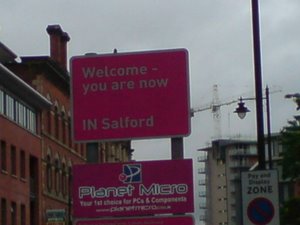 Welcome –
you are now
IN Salford
Planet Micro
Your 1st choice for PCs & Components
www.planetmicro.co.uk
Pay and
Display
ZONE